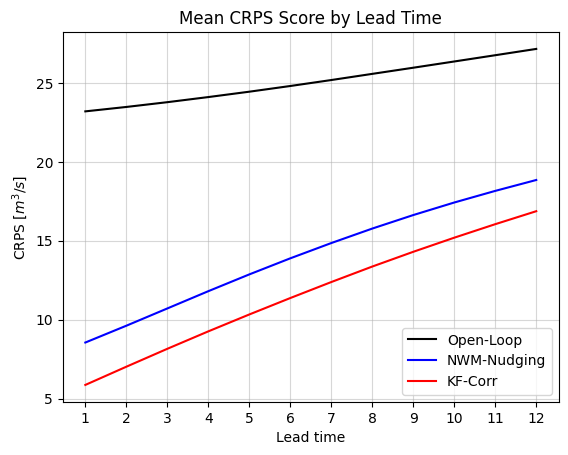 Mean CRPS Score by Lead Time
CRPS [$m^3/s$]
25
20
15
10
5
1 2 3 4 5 6 7 8 9 10 11 12
Lead time
Open-Loop
NWM-Nudging
KF-Corr